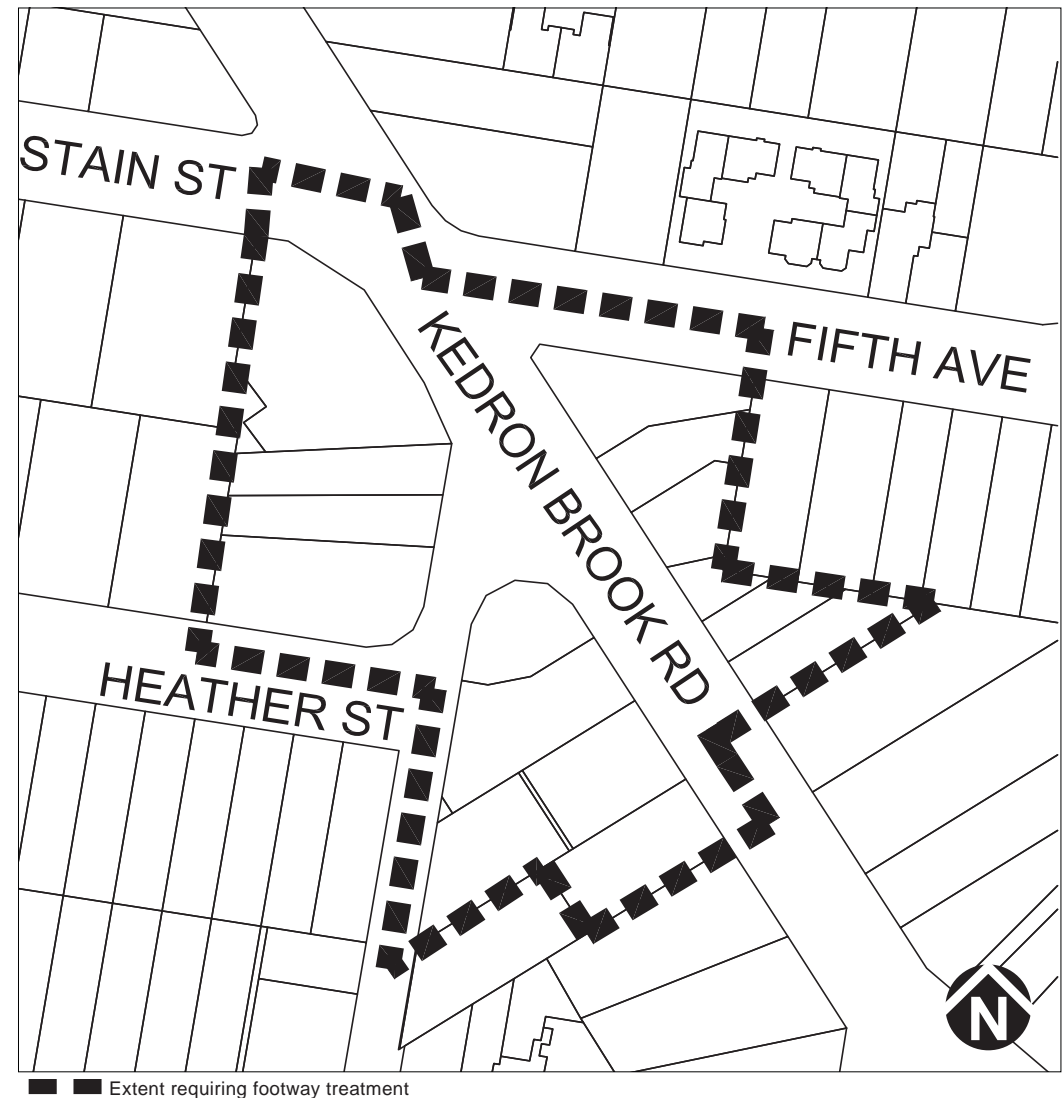 STAIN ST
FIFTH AVE
KEDRON BROOK RD
HEATHER ST
N
Extent requiring footway treatment